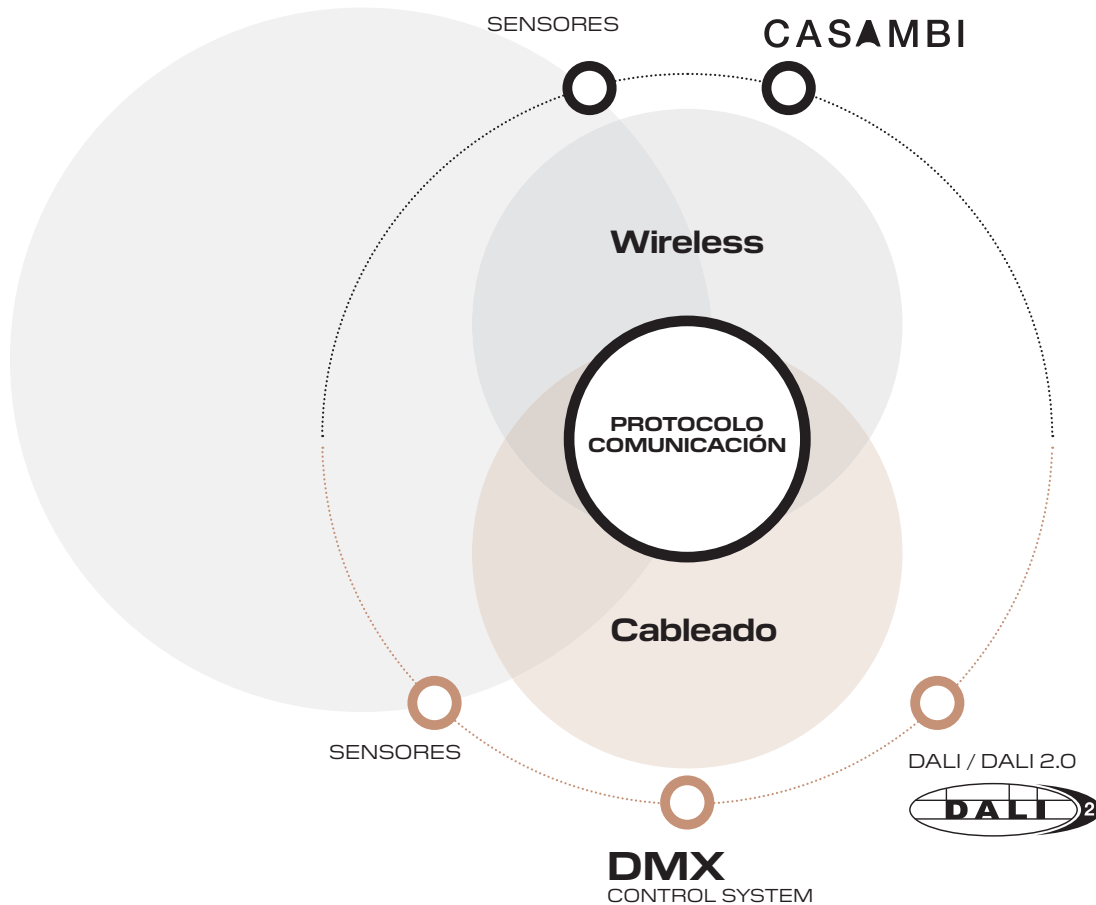 SENSORES
CASAMBI
Wireless
PROTOCOLO
COMUNICACIÓN
Cableado
SENSORES
DALI / DALI 2.0
DALI 2
DMX
CONTROL SYSTEM